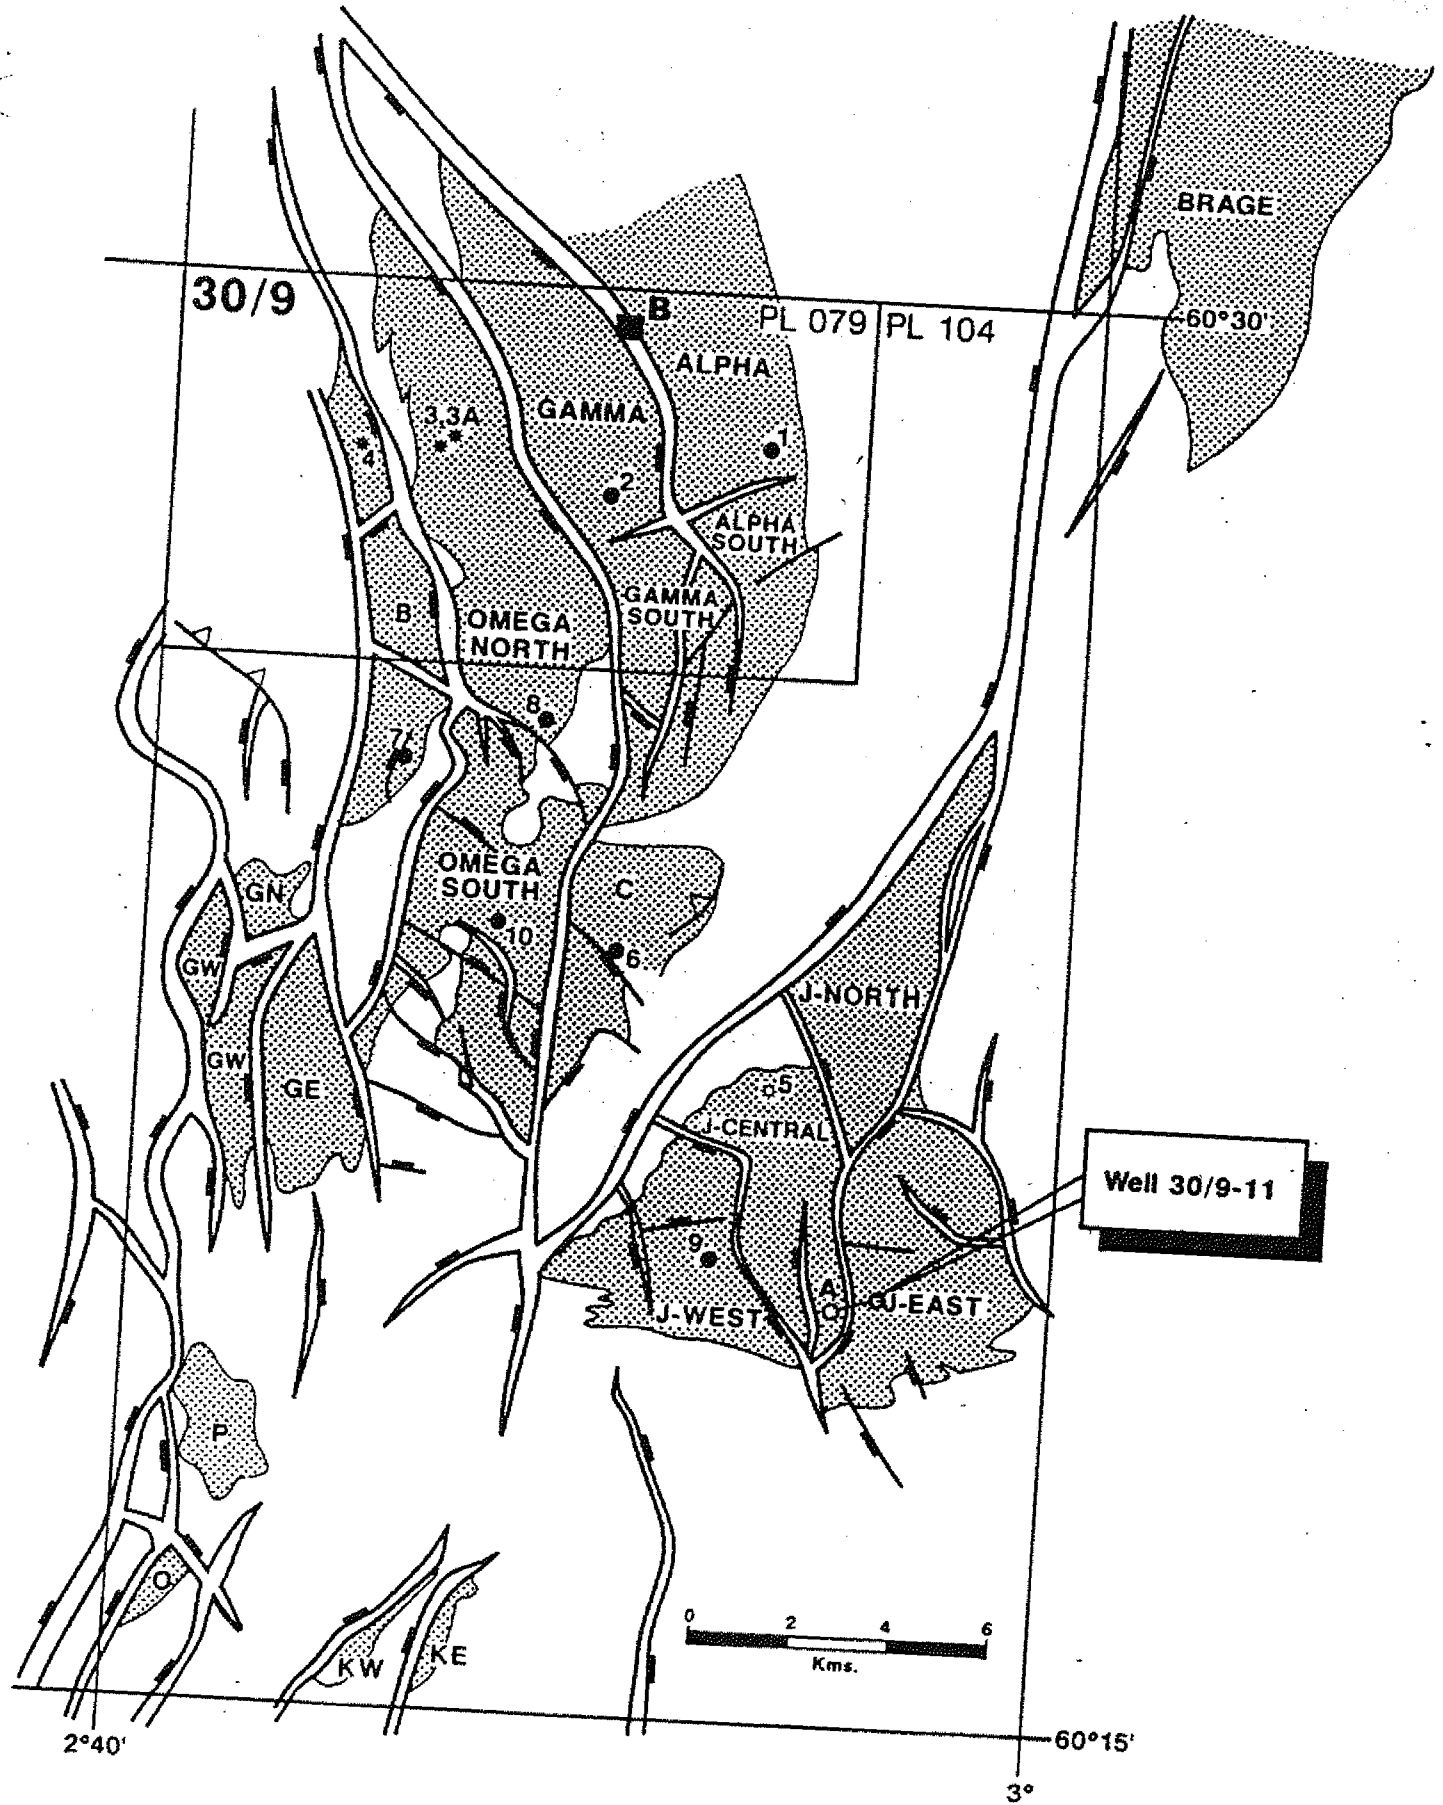 BRAGE
30/9
B
PL 079
PL 104
60°30'
ALPHA
3,3A
GAMMA
4
1
2
ALPHA
SOUTH
GAMMA
SOUTH
B
OMEGA
NORTH
8
7
OMEGA
SOUTH
C
GN
10
6
GW
J-NORTH
GW
GE
5
J-CENTRAL
Well 30/9-11
9
A
J-EAST
J-WEST
P
Q
0 2 4 6
Kms.
KW
KE
2°40'
60°15'
3°